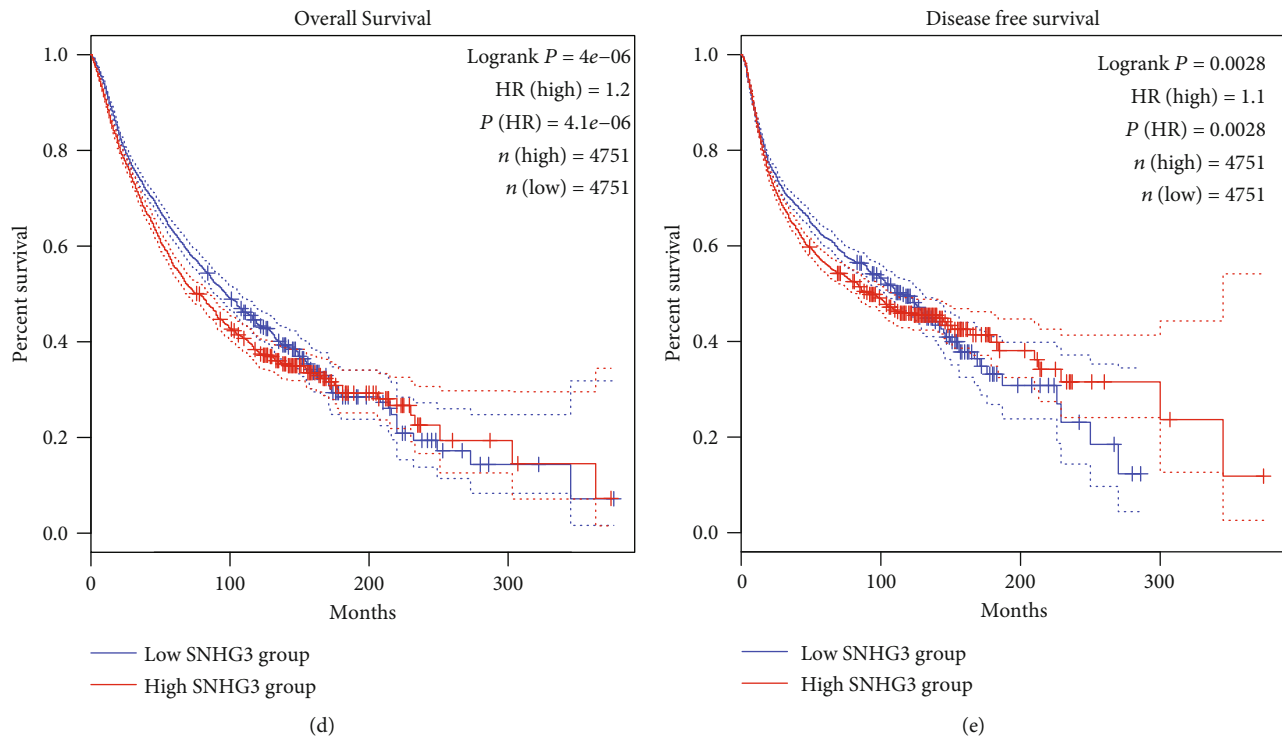 Overall Survival
Logrank P = 4e−06
HR (high) = 1.2
P (HR) = 4.1e−06
n (high) = 4751
n (low) = 4751
1.0
0.8
0.6
0.4
0.2
0.0
Percent survival
0 100 200 300
Months
Low SNHG3 group
High SNHG3 group
(d)
Disease free survival
Logrank P = 0.0028
HR (high) = 1.1
P (HR) = 0.0028
n (high) = 4751
n (low) = 4751
1.0
0.8
0.6
0.4
0.2
0.0
Percent survival
0 100 200 300
Months
Low SNHG3 group
High SNHG3 group
(e)